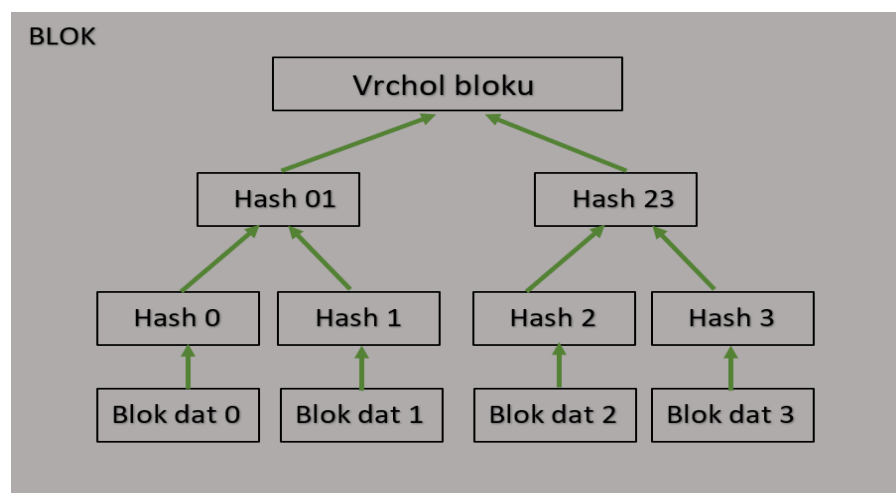 BLOK
Vrchol bloku
Hash 01
Hash 23
Hash 0
Hash 1
Hash 2
Hash 3
Blok dat 0
Blok dat 1
Blok dat 2
Blok dat 3